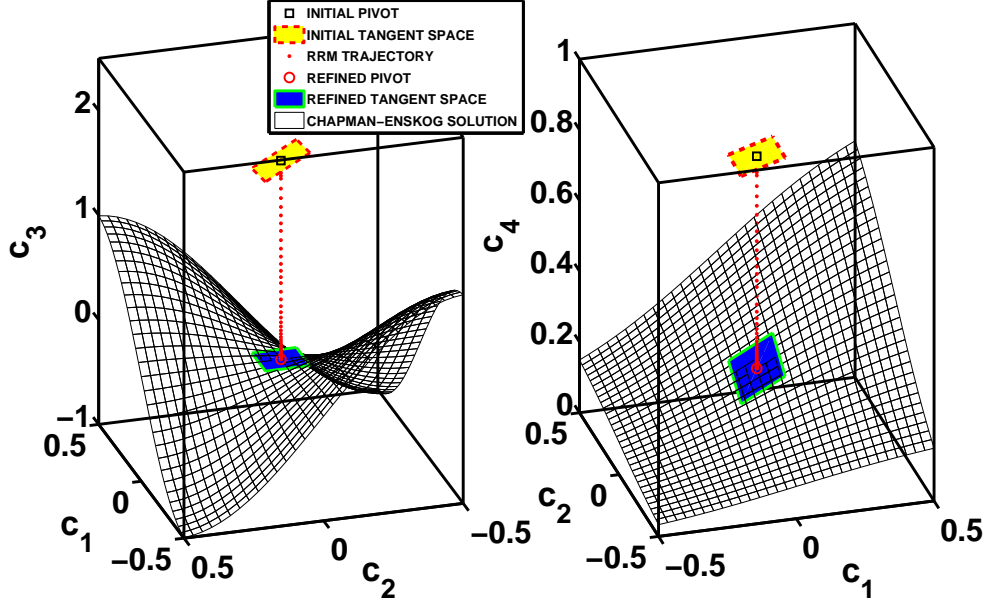 INITIAL PIVOT
INITIAL TANGENT SPACE
RRM TRAJECTORY
REFINED PIVOT
REFINED TANGENT SPACE
CHAPMAN−ENSKOG SOLUTION
2
1
0
−1
c3
0.5
0
−0.5
c1
0.5
0
−0.5
c2
1
0.8
0.6
0.4
0.2
0
c4
0.5
0
−0.5
c2
−0.5
0
0.5
c1